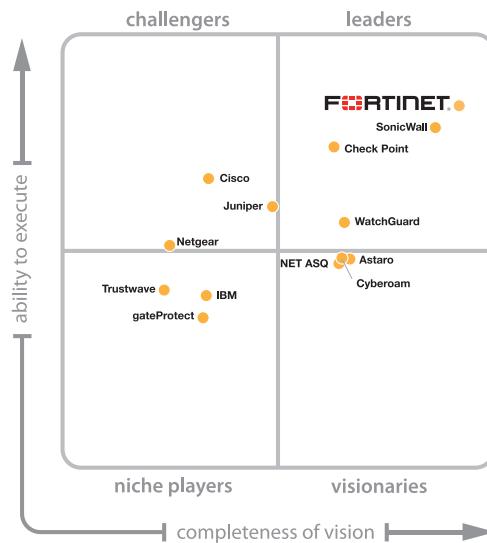 challengers
leaders
FORTINET
SonicWall
Check Point
Cisco
Juniper
WatchGuard
Netgear
NET ASQ
Astaro
Cyberoam
Trustwave
IBM
gateProtect
ability to execute
niche players
visionaries
completeness of vision